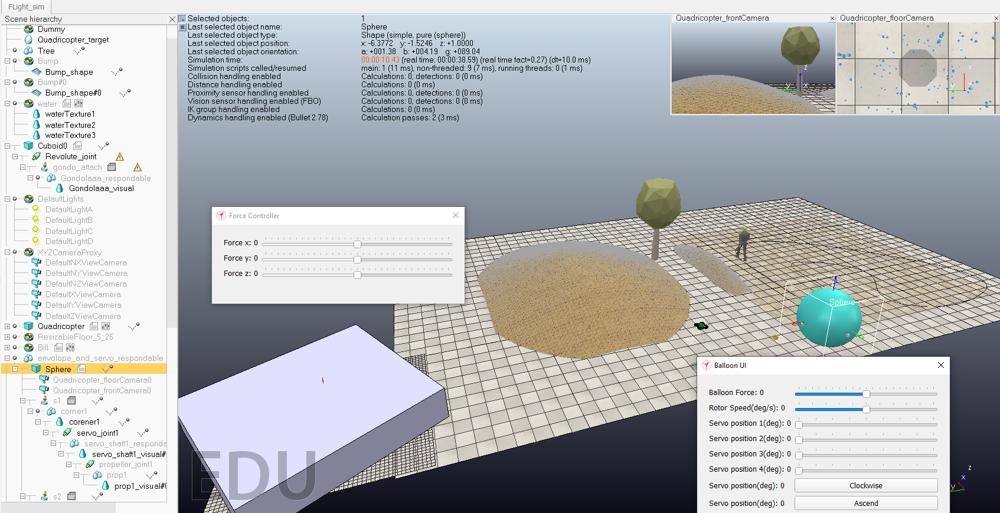 FLight_sim
Scene hierarchy
Dummy
Quadricopter_target
Tree
Bump
Bump_shape
Bump#0
Bump_shape#0
water
waterTexture1
waterTexture2
waterTexture3
Cuboid0
Revolute_joint
gondo_attach
Gondolaaa_respondable
Gondolaaa_visual
DefaultLights
DefaultLightA
DefaultLightB
DefaultLightC
DefaultLightD
XYZCameraProxy
DefaultNXViewCamera
DefaultNYViewCamera
DefaultNZViewCamera
DefaultXViewCamera
DefaultYViewCamera
DefaultZViewCamera
Quadricopter
ResizableFloor_5_25
Bill
envolope_and_servo_respondable
Sphere
Quadricopter_floorCamera0
Quadricopter_frontCamera0
s1
corner1
corener1
servo_joint1
servo_shaft1_responda
servo_shaft1_visual#
propeller_joint1
prop1
prop1_visual#0
s2
Selected objects: 1
Last selected object name: Sphere
Last selected object type: Shape (simple, pure (sphere))
Last selected object position: x: -6.3772 y: -1.5246 z: +1.0000
Last selected object orientation: a: +001.38 b: +004.19 g: +089.04
Simulation time: 00:00:10.43 (real time: 00:00:38.59) (real time fact=0.27) (dt=10.0 ms)
Simulation scripts called/resumed main: 1 (11 ms), non-threaded: 9 (7 ms), running threads: 0 (1 ms)
Collision handling enabled Calculations: 0, detections: 0 (0 ms)
Distance handling enabled Calculations: 0 (0 ms)
Proximity sensor handling enabled Calculations: 0, detections: 0 (0 ms)
Vision sensor handling enabled (FBO) Calculations: 0, detections: 0 (0 ms)
IK group handling enabled Calculations: 0 (0 ms)
Dynamics handling enabled (Bullet 2.78) Calculation passes: 2 (3 ms)
Quadricopter_frontCamera
z
y x
Quadricopter_floorCamera
x
y z
Force Controller
Force x: 0
Force y: 0
Force z: 0
Sphere
Balloon UI
Balloon Force: 0
Rotor Speed(deg/s): 0
Servo position 1(deg): 0
Servo position 2(deg): 0
Servo position 3(deg): 0
Servo position 4(deg): 0
Servo position(deg): 0 Clockwise
Servo position(deg): 0 Ascend
EDU
z
x
y